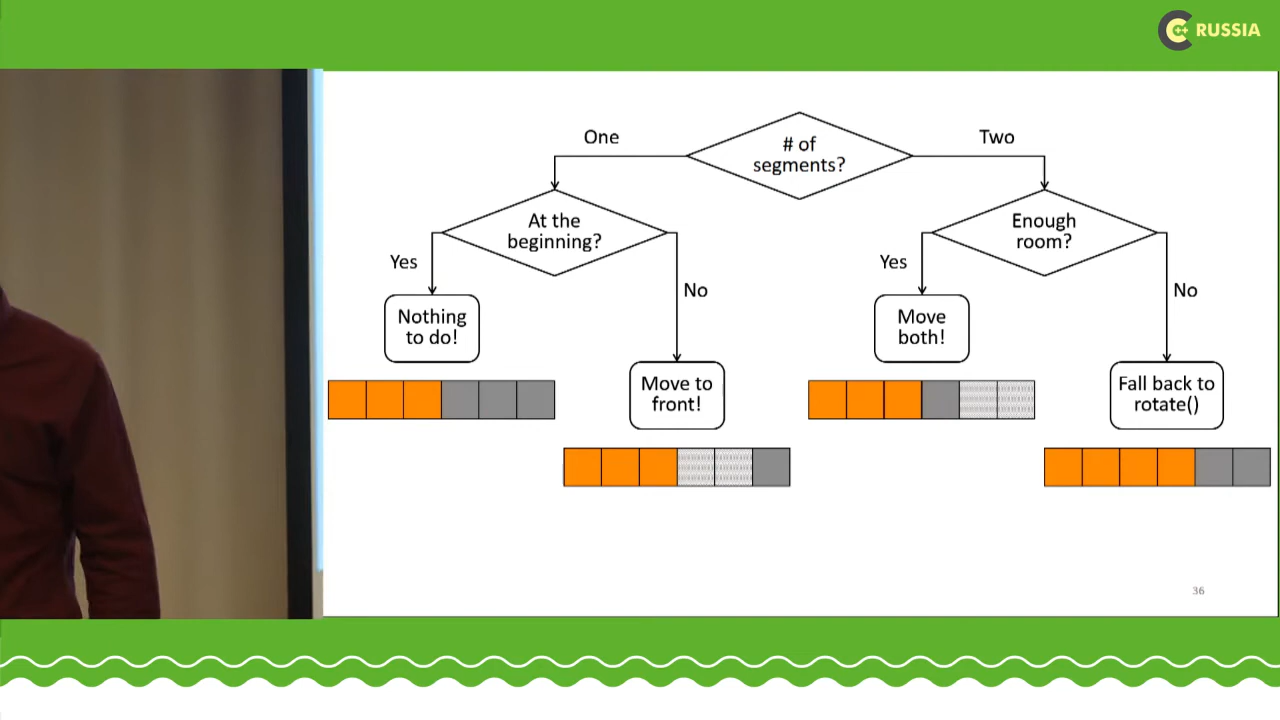 C++ RUSSIA
# of
segments?
One
Two
At the
beginning?
Enough
room?
Yes
No
Yes
No
Nothing
to do!
Move to
front!
Move
both!
Fall back to
rotate()
36